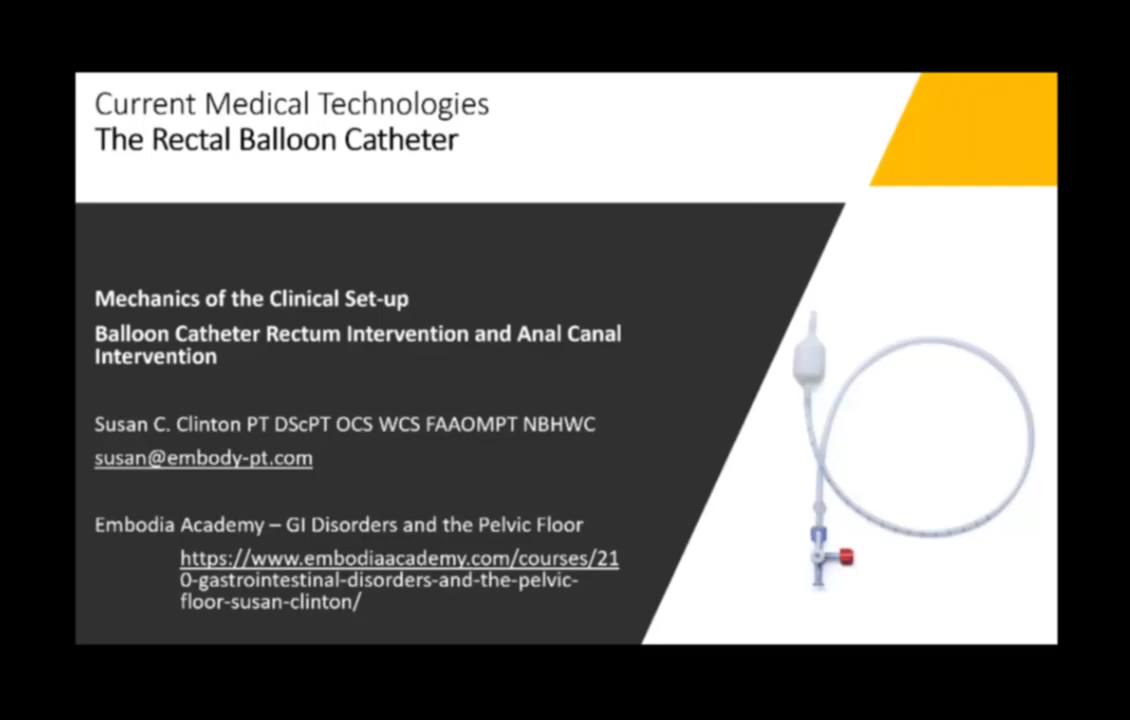 Current Medical Technologies
The Rectal Balloon Catheter
Mechanics of the Clinical Set-up
Balloon Catheter Rectum Intervention and Anal Canal
Intervention
Susan C. Clinton PT DScPT OCS WCS FAAOMPT NBHWC
susan@embody-pt.com
Embodia Academy – GI Disorders and the Pelvic Floor
https://www.embodiaacademy.com/courses/21
0-gastrointestinal-disorders-and-the-pelvic-
floor-susan-clinton/